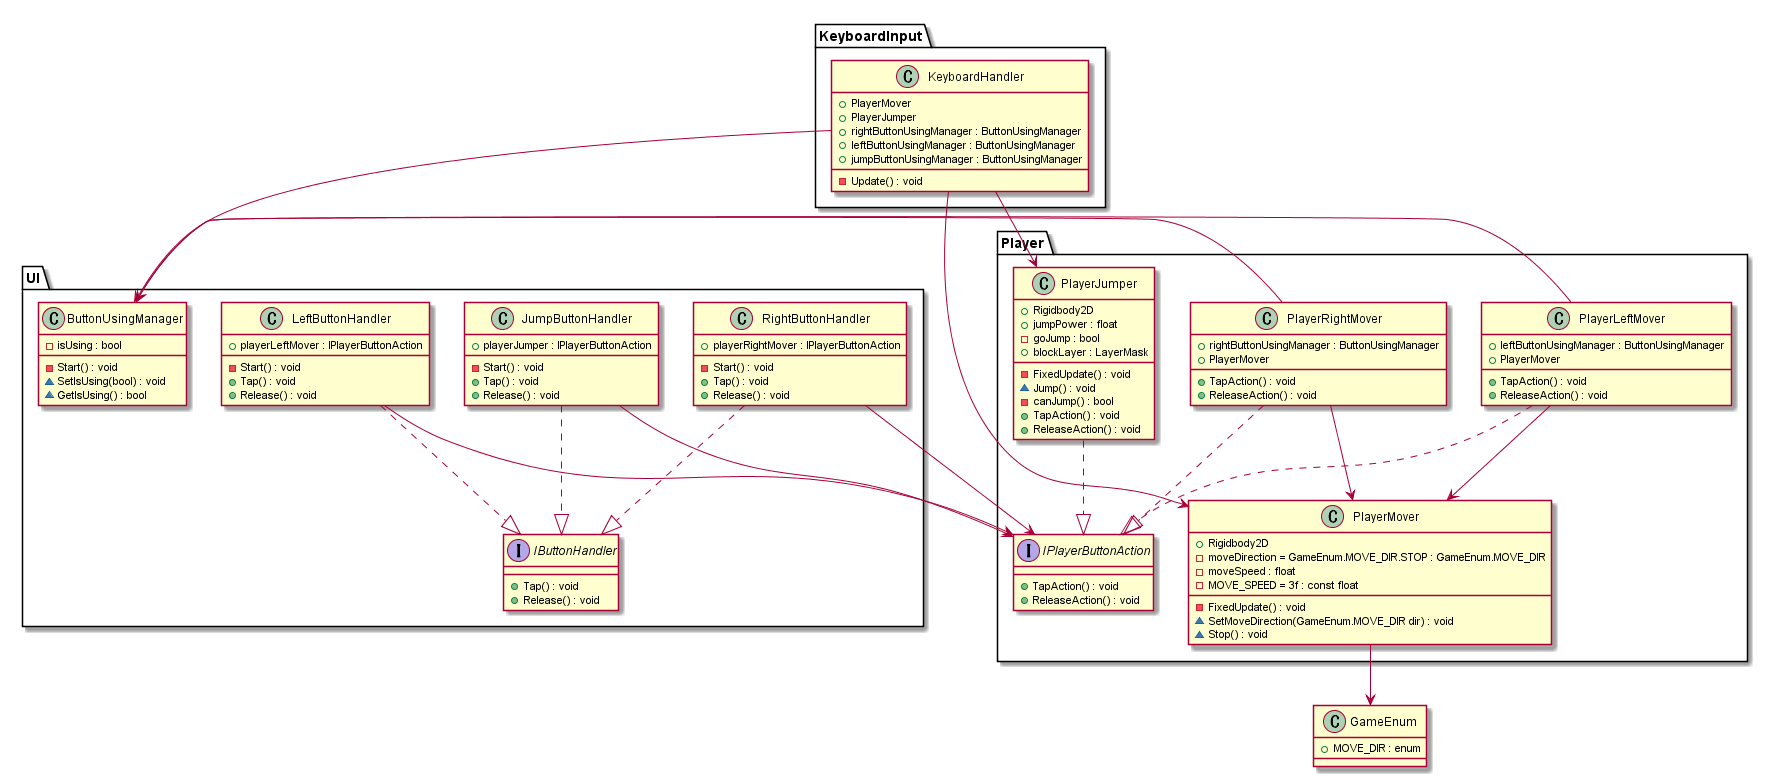 KeyboardInput
KeyboardHandler
PlayerMover
PlayerJumper
rightButtonUsingManager : ButtonUsingManager
leftButtonUsingManager : ButtonUsingManager
jumpButtonUsingManager : ButtonUsingManager
Update() : void
UI
ButtonUsingManager
isUsing : bool
Start() : void
SetIsUsing(bool) : void
GetIsUsing() : bool
LeftButtonHandler
playerLeftMover : IPlayerButtonAction
Start() : void
Tap() : void
Release() : void
JumpButtonHandler
playerJumper : IPlayerButtonAction
Start() : void
Tap() : void
Release() : void
RightButtonHandler
playerRightMover : IPlayerButtonAction
Start() : void
Tap() : void
Release() : void
IButtonHandler
Tap() : void
Release() : void
Player
PlayerJumper
Rigidbody2D
jumpPower : float
goJump : bool
blockLayer : LayerMask
FixedUpdate() : void
Jump() : void
canJump() : bool
TapAction() : void
ReleaseAction() : void
PlayerRightMover
rightButtonUsingManager : ButtonUsingManager
PlayerMover
TapAction() : void
ReleaseAction() : void
PlayerLeftMover
leftButtonUsingManager : ButtonUsingManager
PlayerMover
TapAction() : void
ReleaseAction() : void
IPlayerButtonAction
TapAction() : void
ReleaseAction() : void
PlayerMover
Rigidbody2D
moveDirection = GameEnum.MOVE_DIR.STOP : GameEnum.MOVE_DIR
moveSpeed : float
MOVE_SPEED = 3f : const float
FixedUpdate() : void
SetMoveDirection(GameEnum.MOVE_DIR dir) : void
Stop() : void
GameEnum
MOVE_DIR : enum